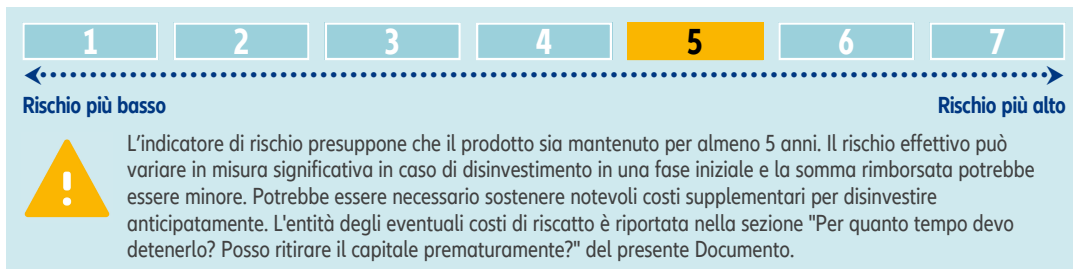 1 2 3 4 5 6 7
Rischio più basso Rischio più alto
L'indicatore di rischio presuppone che il prodotto sia mantenuto per almeno 5 anni. Il rischio effettivo può
variare in misura significativa in caso di disinvestimento in una fase iniziale e la somma rimborsata potrebbe
essere minore. Potrebbe essere necessario sostenere notevoli costi supplementari per disinvestire
anticipatamente. L'entità degli eventuali costi di riscatto è riportata nella sezione "Per quanto tempo devo
detenerlo? Posso ritirare il capitale prematuramente?" del presente Documento.